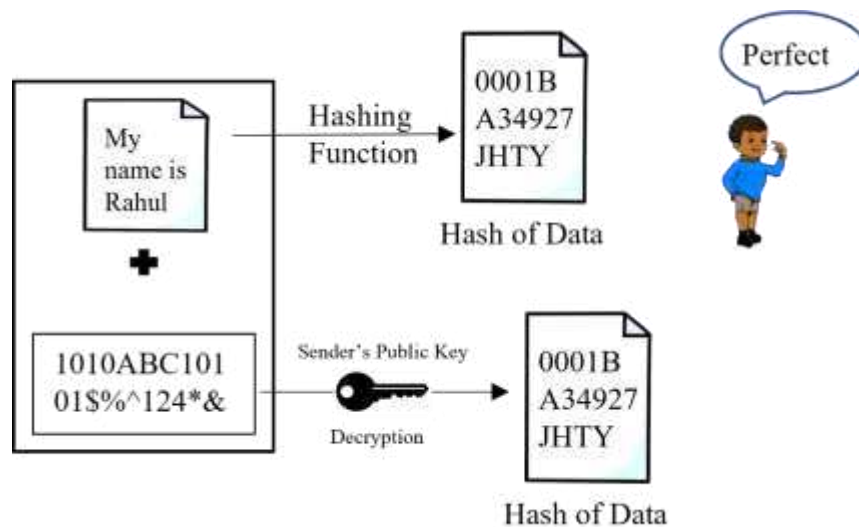 My
name is
Rahul
Hashing
Function
0001B
A34927
JHTY
Hash of Data
Perfect
1010ABC101
01$%^124*&
Sender's Public Key
Decryption
0001B
A34927
JHTY
Hash of Data